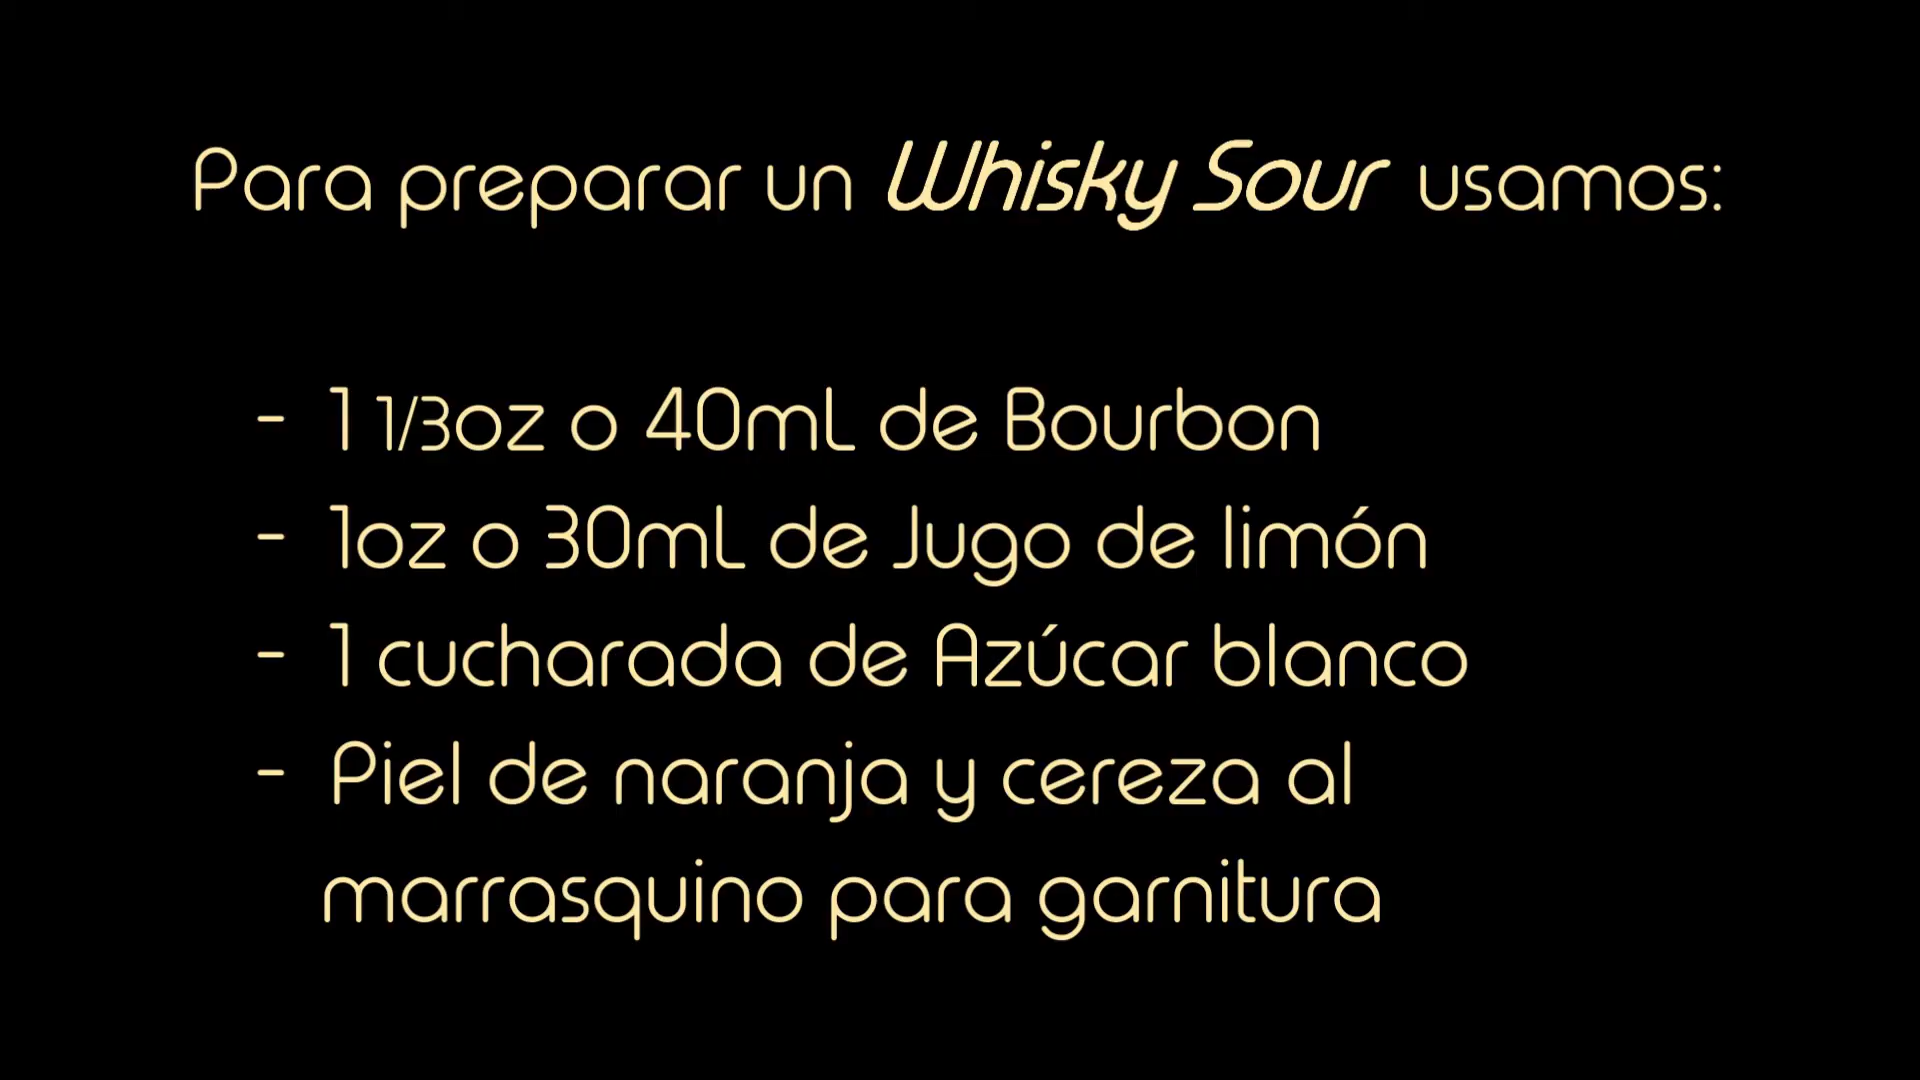 Para preparar un Whisky Sour usamos:
- 1 1/3oz o 40mL de Bourbon
- 1oz o 30mL de Jugo de limón
- 1 cucharada de Azúcar blanco
- Piel de naranja y cereza al
marrasquino para garnitura